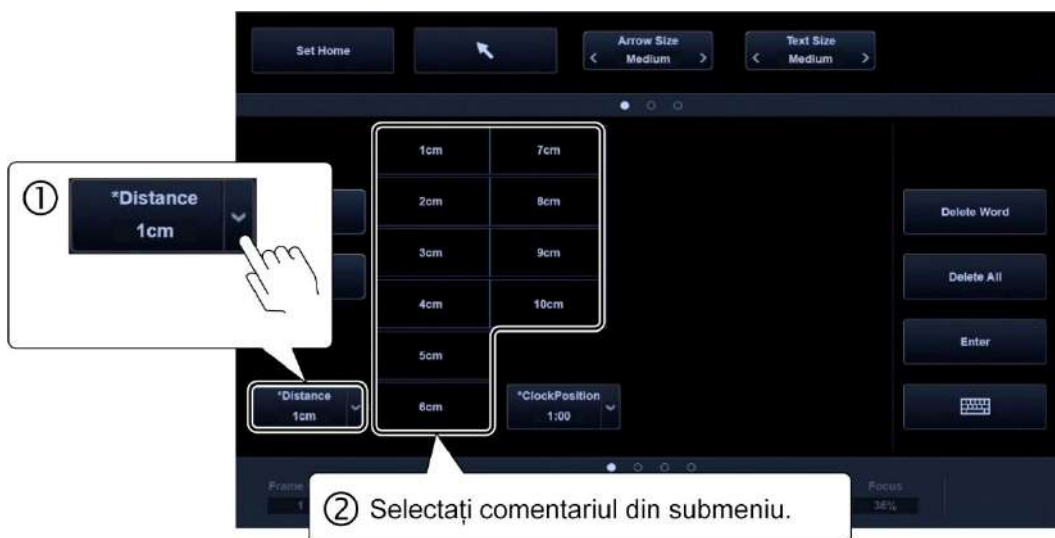 Set Home
Arrow Size
< Medium >
Text Size
< Medium >
1cm 7cm
①
*Distance
1cm
2cm 8cm
Delete Word
3cm 9cm
Delete All
4cm 10cm
5cm
Enter
*Distance
1cm
6cm
*ClockPosition
1:00
Frame
1
Focus
36%
② Selectați comentariul din submeniu.